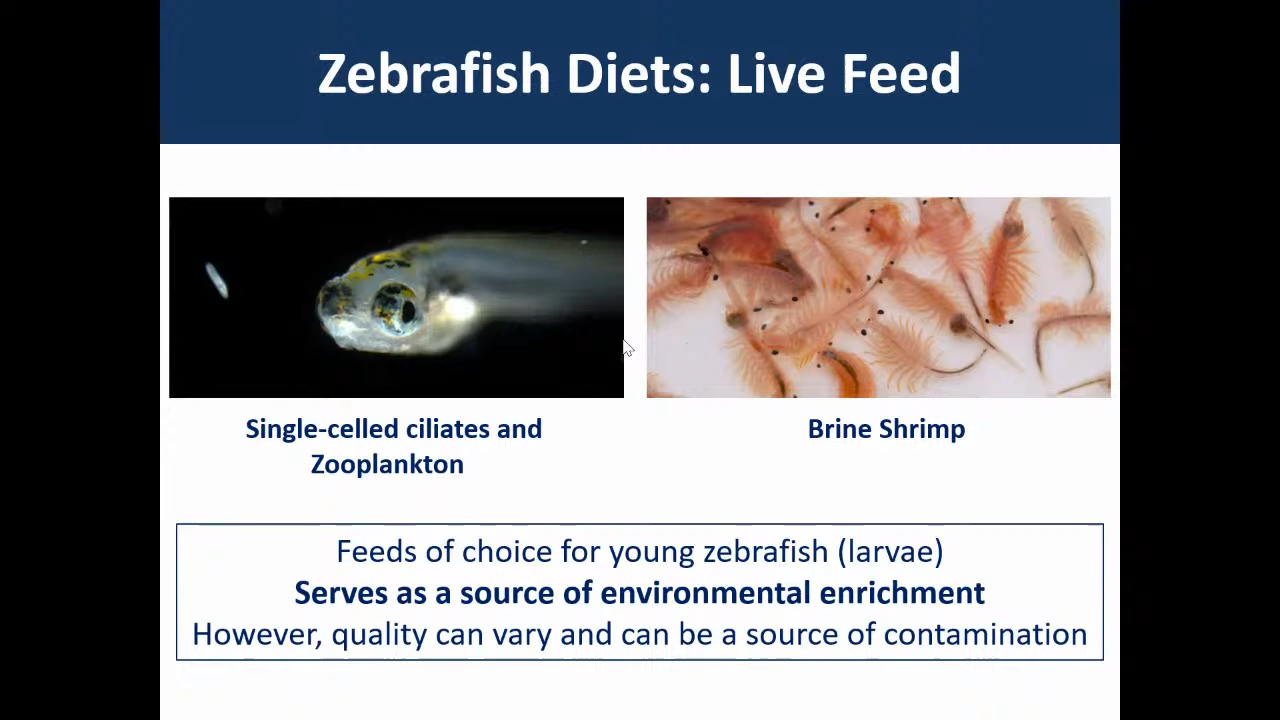 Zebrafish Diets: Live Feed
Single-celled ciliates and
Zooplankton
Brine Shrimp
Feeds of choice for young zebrafish (larvae)
Serves as a source of environmental enrichment
However, quality can vary and can be a source of contamination